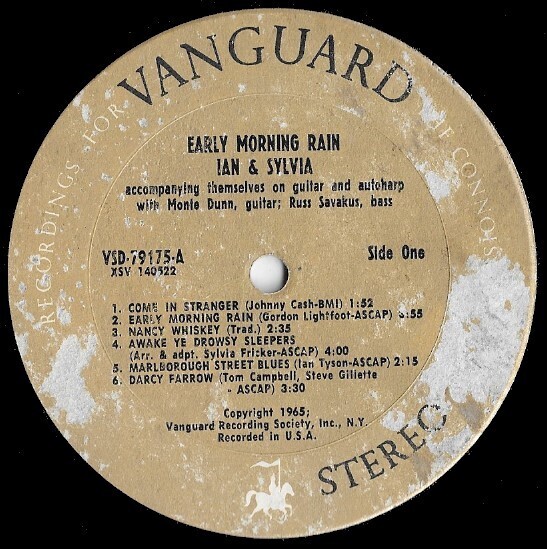 VANGUARD
RECORDINGS FOR
EARLY MORNING RAIN
IAN & SYLVIA
accompanying themselves on guitar and autoharp
with Monte Dunn, guitar; Russ Savakus, bass
VSD-79175-A
XSV 140522
Side One
1. COME IN STRANGER (Johnny Cash-BMI) 1:52
2. EARLY MORNING RAIN (Gordon Lightfoot-ASCAP) 3:55
3. NANCY WHISKEY (Trad.) 2:35
4. AWAKE YE DROWSY SLEEPERS
(Arr. & adpt. Sylvia Fricker-ASCAP) 4:00
5. MARLBOROUGH STREET BLUES (Ian Tyson-ASCAP) 2:15
6. DARCY FARROW (Tom Campbell, Steve Gillette
- ASCAP) 3:30
Copyright 1965;
Vanguard Recording Society, Inc., N.Y.
Recorded in U.S.A.
STEREO